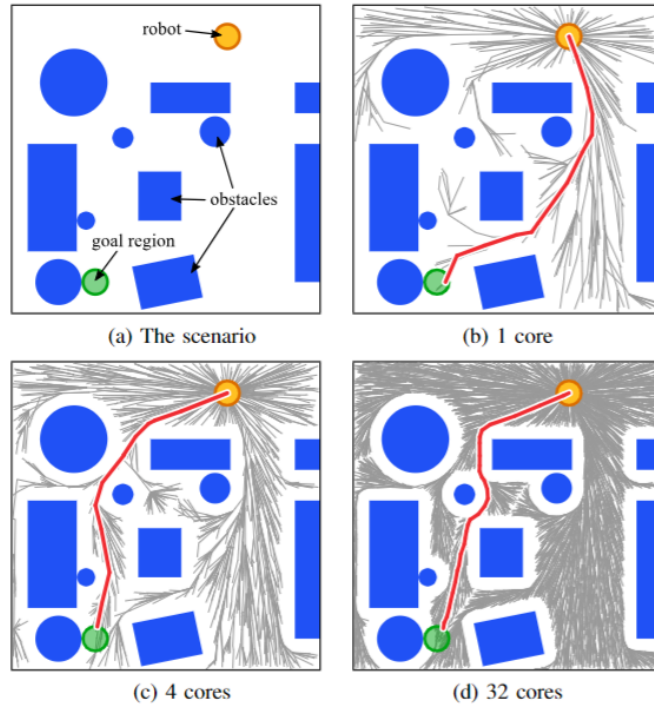 robot
obstacles
goal region
(a) The scenario
(b) 1 core
(c) 4 cores
(d) 32 cores